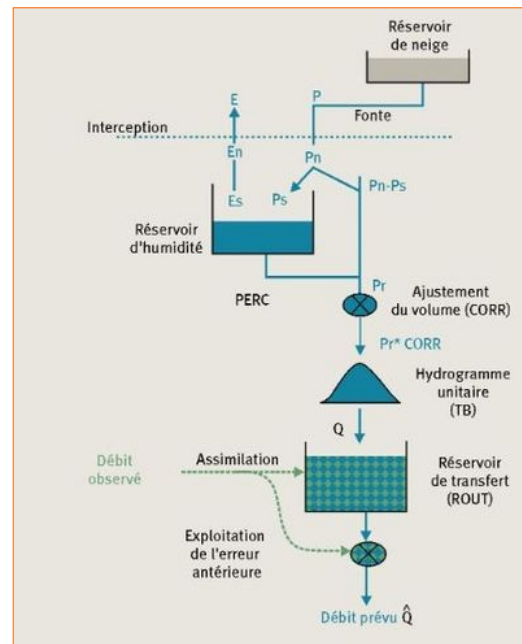 Réservoir
de neige
E
P
Fonte
Interception
En
Pn
Es
Ps
Pn-Ps
Réservoir
d'humidité
PERC
Pr
Ajustement
du volume (CORR)
Pr* CORR
Hydrogramme
unitaire
(TB)
Q
Débit
observé
Assimilation
Réservoir
de transfert
(ROUT)
Exploitation
de l'erreur
antérieure
Débit prévu Q̂